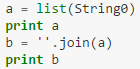 a = list(String0)
print a
b = ''.join(a)
print b